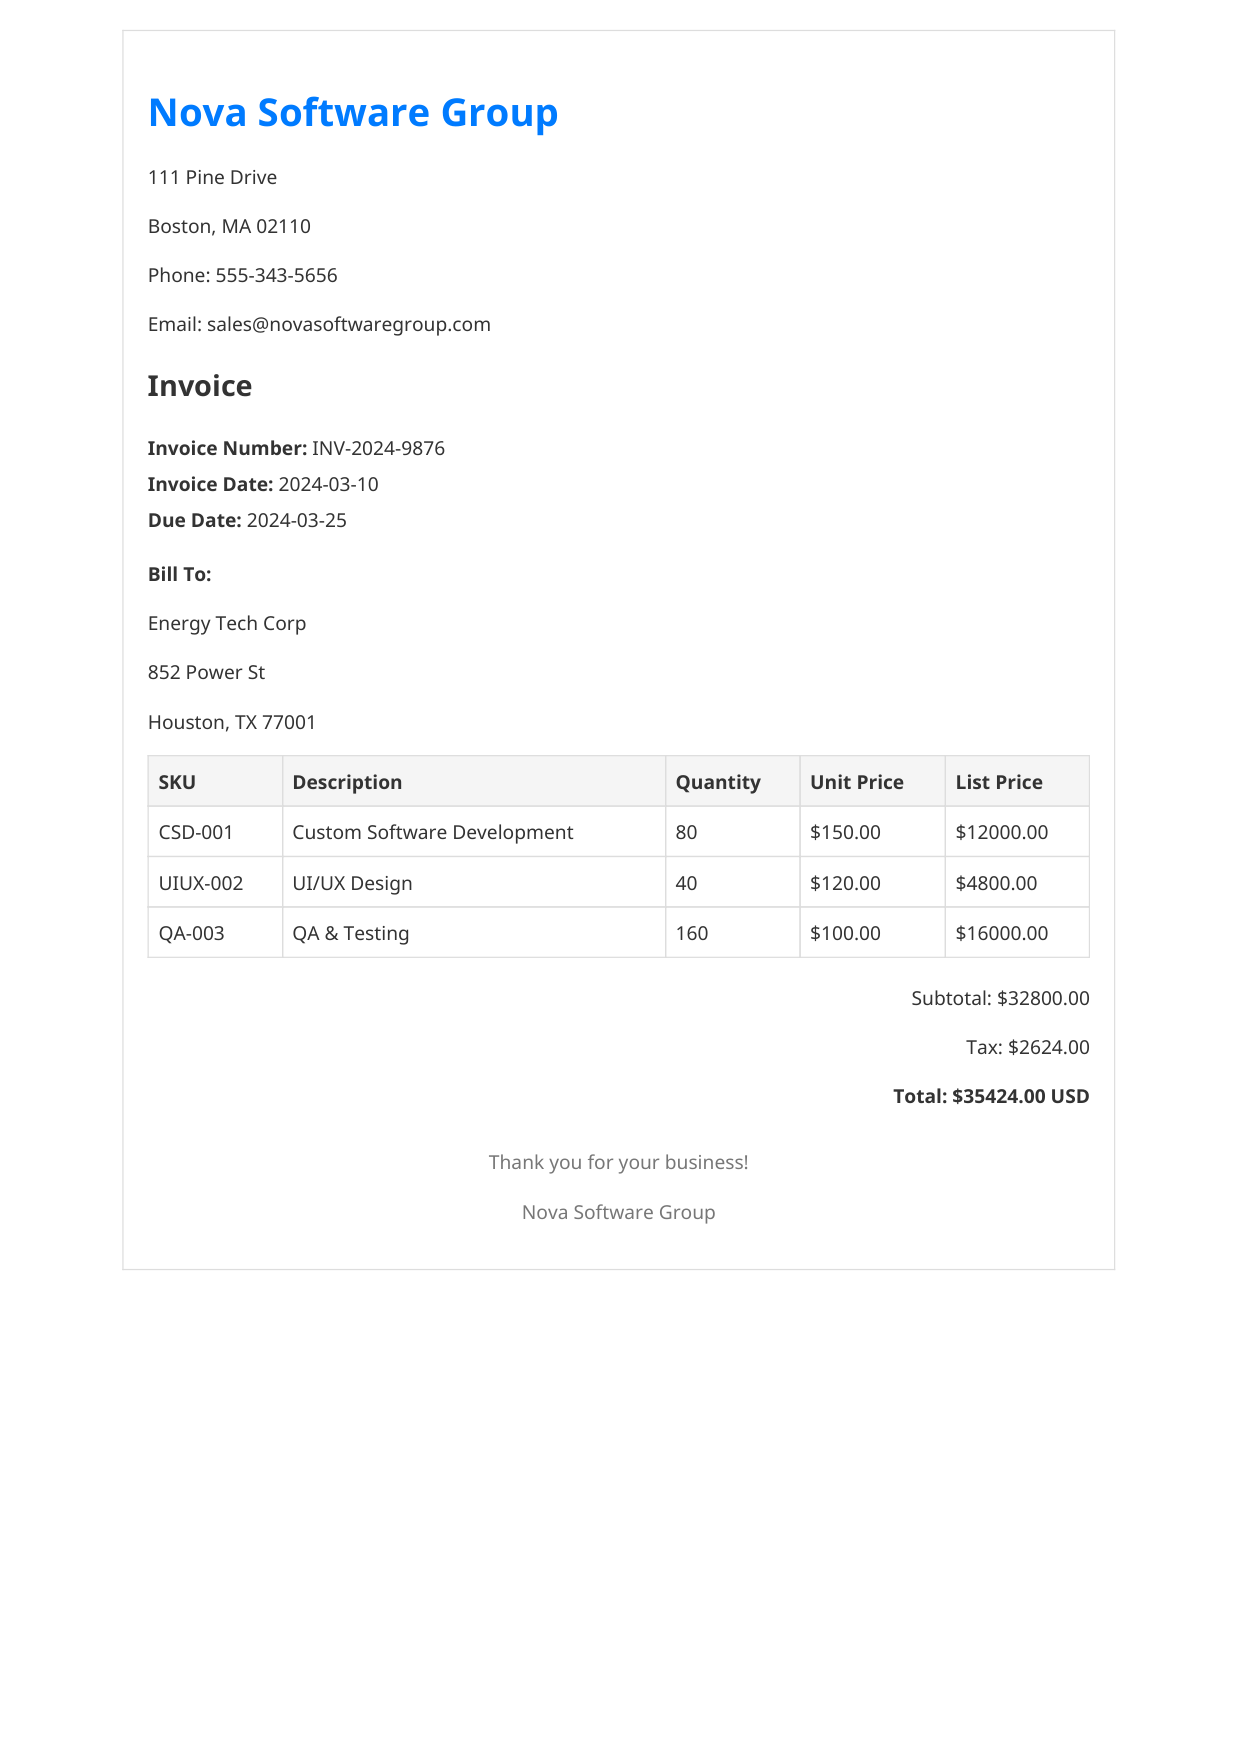 Nova Software Group
111 Pine Drive
Boston, MA 02110
Phone: 555-343-5656
Email: sales@novasoftwaregroup.com
Invoice
Invoice Number: INV-2024-9876
Invoice Date: 2024-03-10
Due Date: 2024-03-25
Bill To:
Energy Tech Corp
852 Power St
Houston, TX 77001
SKU Description Quantity Unit Price List Price
CSD-001 Custom Software Development 80 $150.00 $12000.00
UIUX-002 UI/UX Design 40 $120.00 $4800.00
QA-003 QA & Testing 160 $100.00 $16000.00
Subtotal: $32800.00
Tax: $2624.00
Total: $35424.00 USD
Thank you for your business!
Nova Software Group